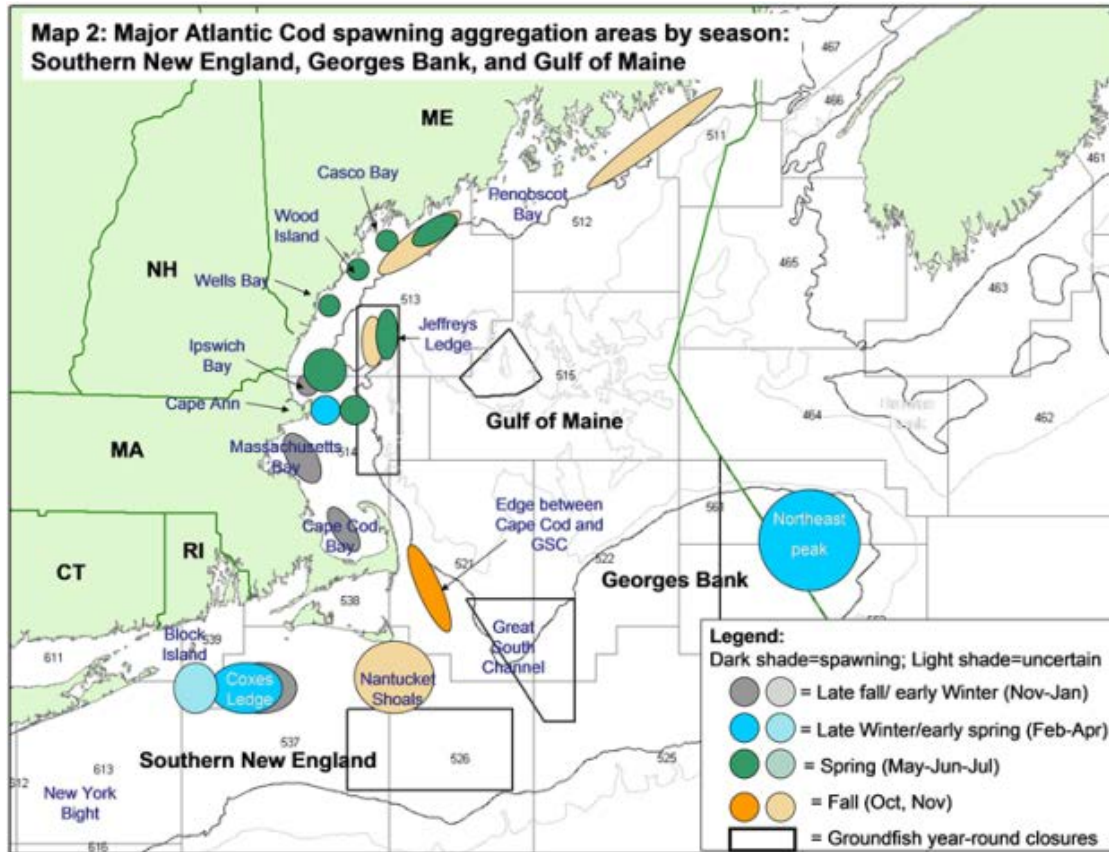 Map 2: Major Atlantic Cod spawning aggregation areas by season:
Southern New England, Georges Bank, and Gulf of Maine
467
466
ME
511
461
Casco Bay
Penobscot
Bay
512
Wood
Island
465
NH
Wells Bay
463
513
Jeffreys
Ledge
Ipswich
Bay
515
Cape Ann
464
462
Gulf of Maine
MA
Massachusetts
Bay
514
Edge between
Cape Cod and
GSC
561
Northeast
peak
Cape Cod
Bay
RI
CT
521
522
Georges Bank
538
Block
Island
539
611
Great
South
Channel
Coxes
Ledge
Nantucket
Shoals
537
Southern New England
526
525
613
612
New York
Bight
616
Legend:
Dark shade=spawning; Light shade=uncertain
= Late fall/ early Winter (Nov-Jan)
= Late Winter/early spring (Feb-Apr)
= Spring (May-Jun-Jul)
= Fall (Oct, Nov)
= Groundfish year-round closures